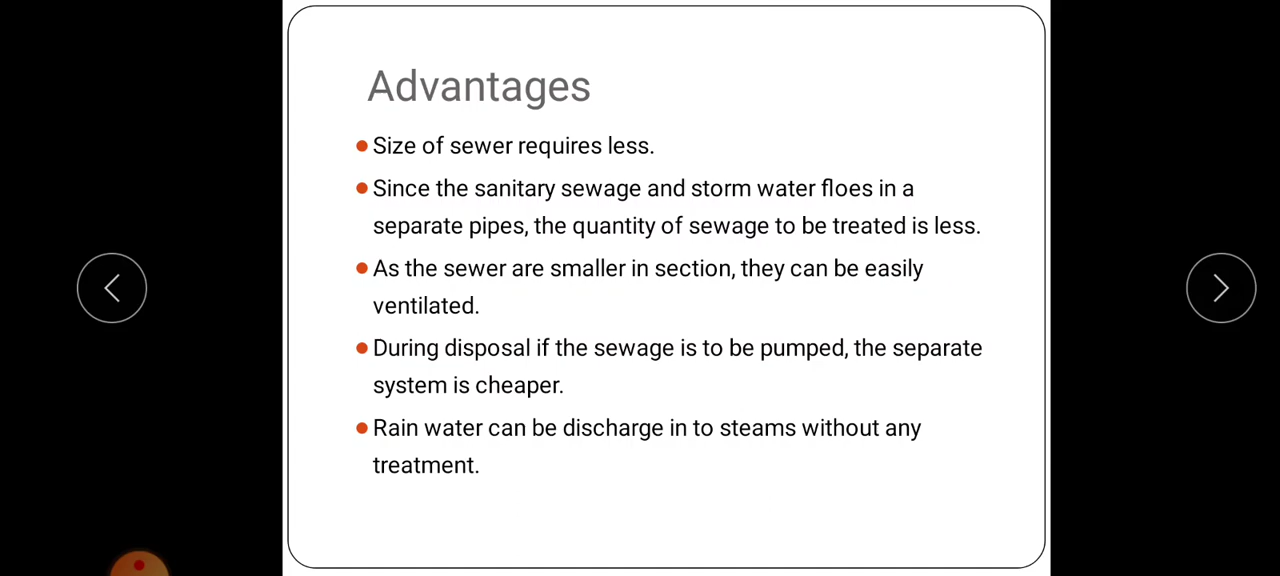 Advantages
Size of sewer requires less.
Since the sanitary sewage and storm water floes in a
separate pipes, the quantity of sewage to be treated is less.
As the sewer are smaller in section, they can be easily
ventilated.
During disposal if the sewage is to be pumped, the separate
system is cheaper.
Rain water can be discharge in to steams without any
treatment.